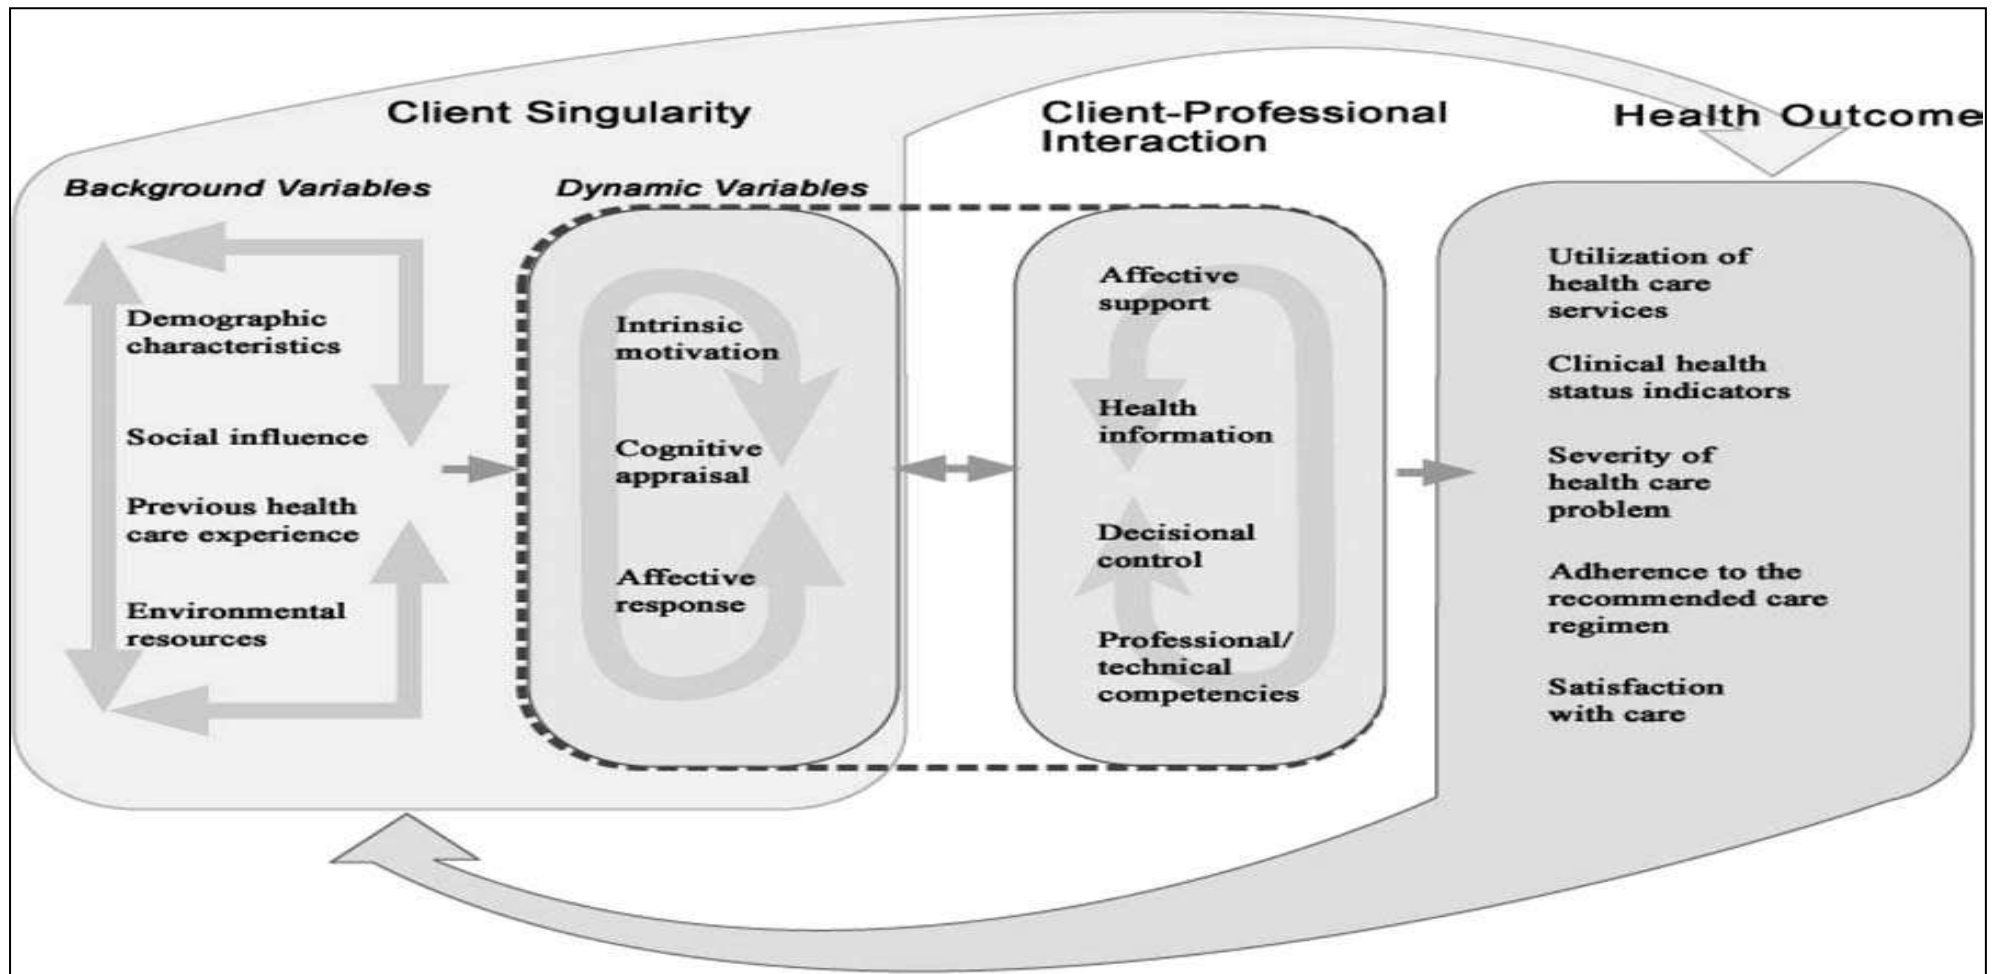 Client Singularity
Client-Professional
Interaction
Health Outcome
Background Variables
Dynamic Variables
Demographic
characteristics
Social influence
Previous health
care experience
Environmental
resources
Intrinsic
motivation
Cognitive
appraisal
Affective
response
Affective
support
Health
information
Decisional
control
Professional/
technical
competencies
Utilization of
health care
services
Clinical health
status indicators
Severity of
health care
problem
Adherence to the
recommended care
regimen
Satisfaction
with care